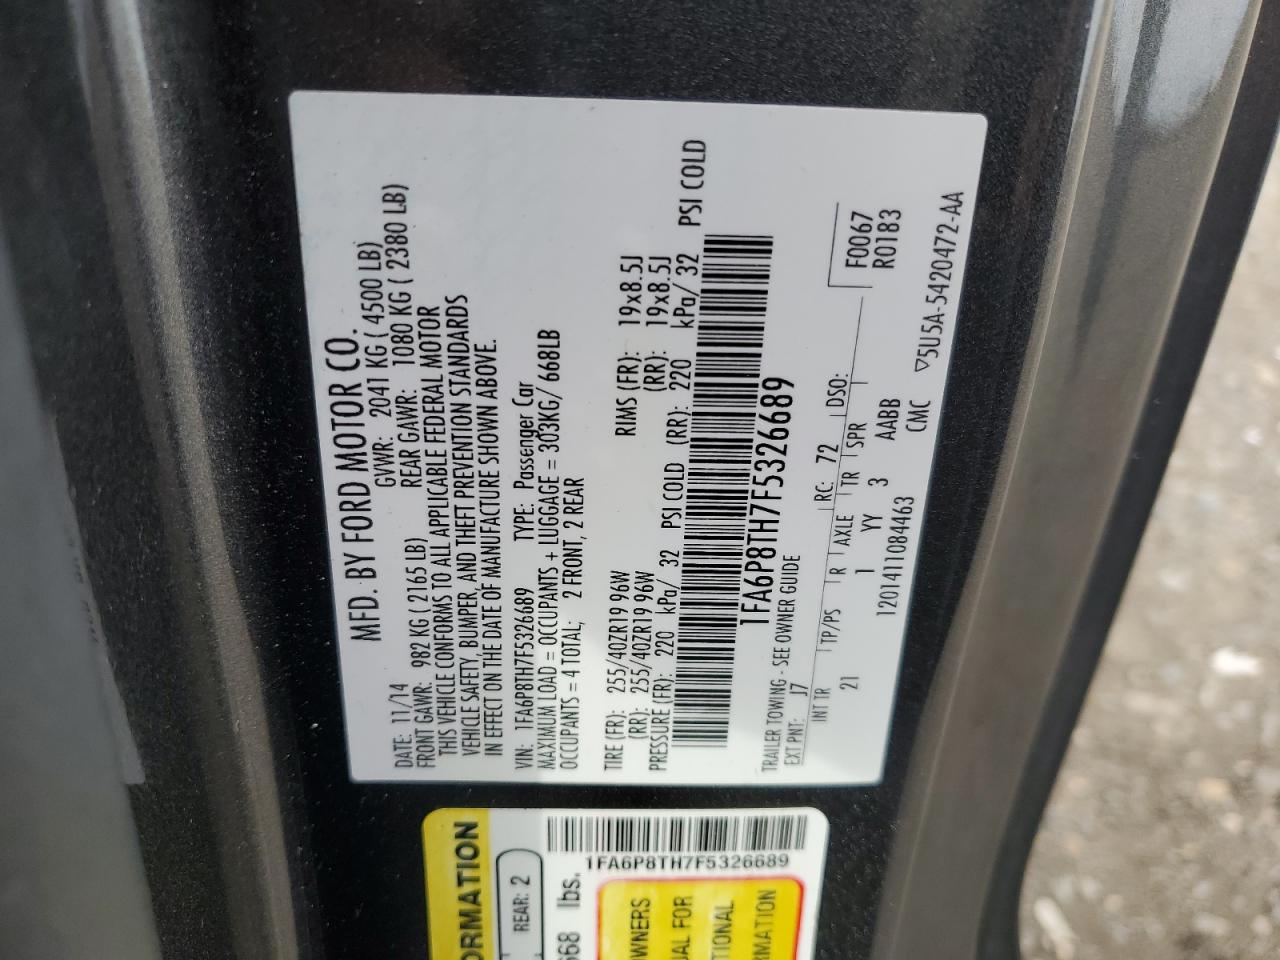 MFD. BY FORD MOTOR CO.
DATE: 11/14 GVWR: 2041 KG ( 4500 LB)
FRONT GAWR: 982 KG ( 2165 LB) REAR GAWR: 1080 KG ( 2380 LB)
THIS VEHICLE CONFORMS TO ALL APPLICABLE FEDERAL MOTOR
VEHICLE SAFETY, BUMPER, AND THEFT PREVENTION STANDARDS
IN EFFECT ON THE DATE OF MANUFACTURE SHOWN ABOVE.
VIN: 1FA6P8TH7F5326689 TYPE: Passenger Car
MAXIMUM LOAD = OCCUPANTS + LUGGAGE = 303KG/ 668LB
OCCUPANTS = 4 TOTAL; 2 FRONT, 2 REAR
TIRE (FR): 255/40ZR19 96W RIMS (FR): 19x8.5J
(RR): 255/40ZR19 96W (RR): 19x8.5J
PRESSURE (FR): 220 kPa/ 32 PSI COLD (RR): 220 kPa/ 32 PSI COLD
1FA6P8TH7F5326689
TRAILER TOWING - SEE OWNER GUIDE
EXT PNT: J7 RC: 72 DSO: F0067
R0183
INT TR TP/PS R AXLE TR SPR
21 1 YY 3 AABB
1201411084463 CMC
▽5U5A-5420472-AA
ORMATION
REAR: 2
668 lbs.
1FA6P8TH7F5326689
OWNERS
UAL FOR
TIONAL
RMATION